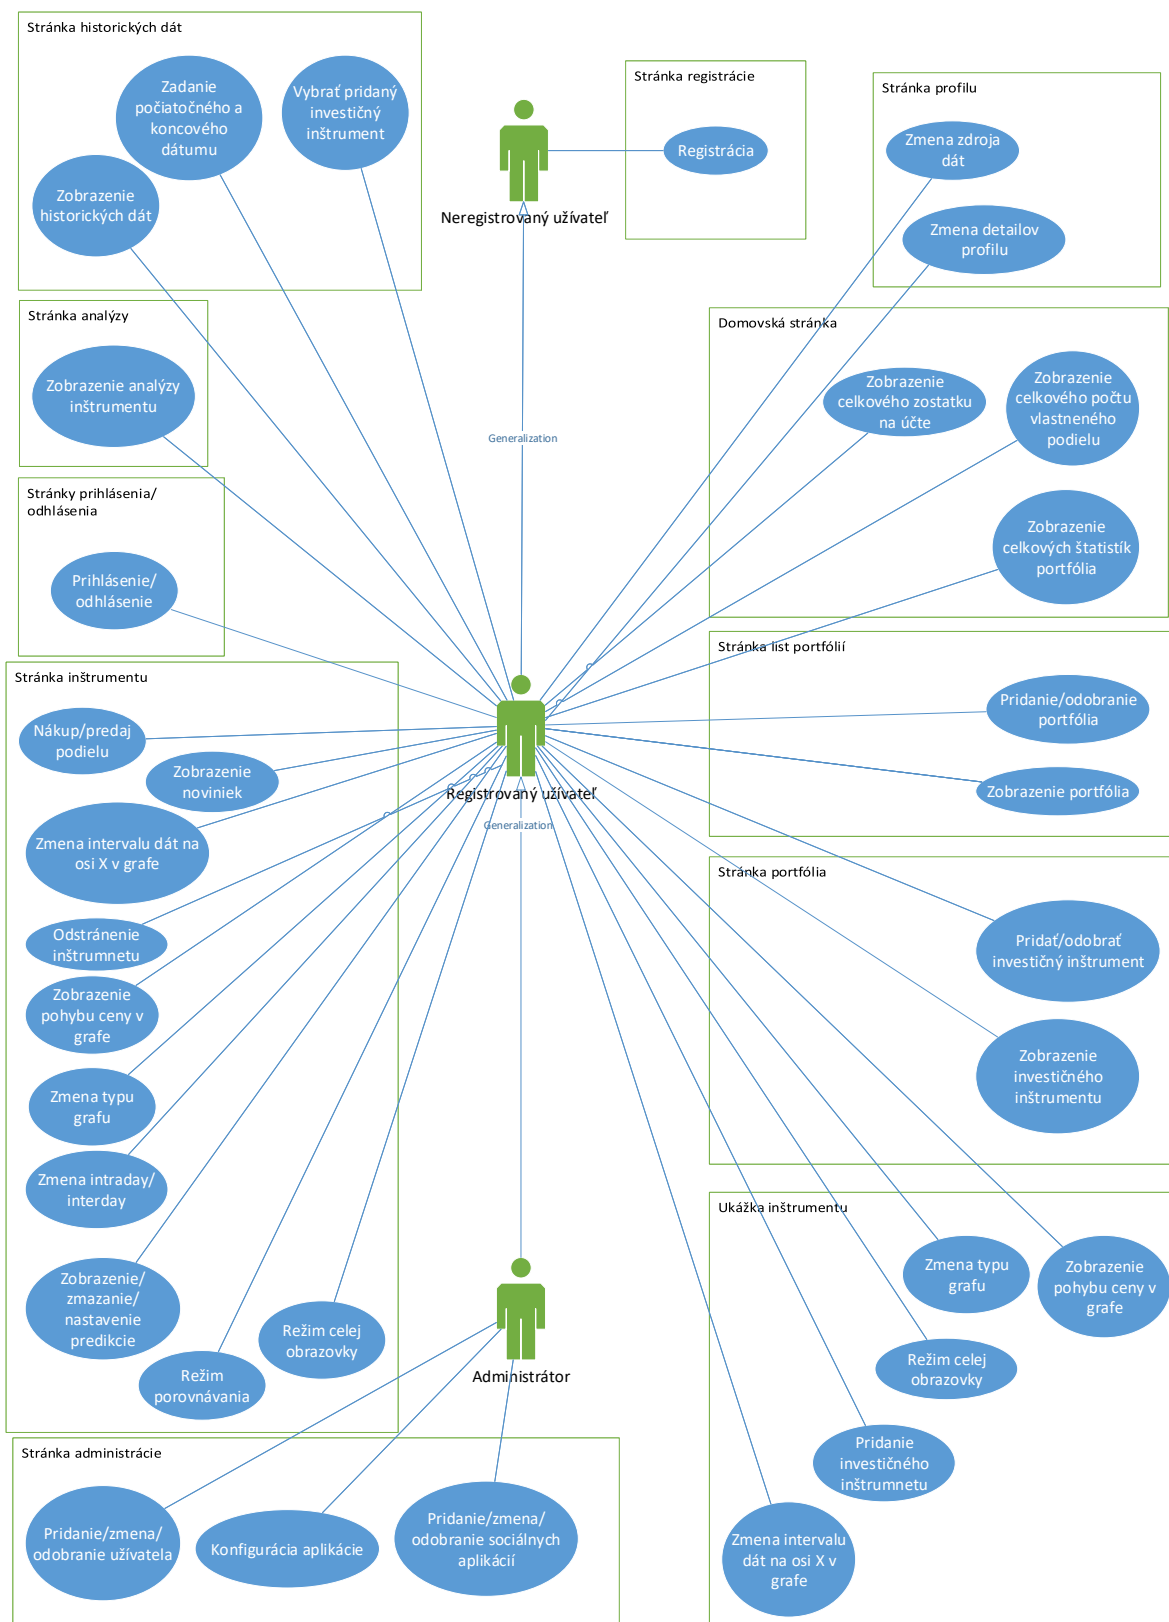 Stránka historických dát
Zadanie
počiatočného a
koncového
dátumu
Vybrať pridaný
investičný
inštrument
Zobrazenie
historických dát
Stránka registrácie
Registrácia
Neregistrovaný užívateľ
Stránka profilu
Zmena zdroja
dát
Zmena detailov
profilu
Stránka analýzy
Zobrazenie analýzy
inštrumentu
Domovská stránka
Zobrazenie
celkového zostatku
na účte
Zobrazenie
celkového počtu
vlastneného
podielu
Zobrazenie
celkových štatistík
portfólia
Generalization
Stránky prihlásenia/
odhlásenia
Prihlásenie/
odhlásenie
Stránka list portfólií
Pridanie/odobranie
portfólia
Zobrazenie portfólia
Registrovaný užívateľ
Generalization
Stránka inštrumentu
Nákup/predaj
podielu
Zobrazenie
noviniek
Zmena intervalu dát na
osi X v grafe
Odstránenie
inštrumnetu
Zobrazenie
pohybu ceny v
grafe
Zmena typu
grafu
Zmena intraday/
interday
Zobrazenie/
zmazanie/
nastavenie
predikcie
Režim
porovnávania
Režim celej
obrazovky
Stránka portfólia
Pridať/odobrať
investičný inštrument
Zobrazenie
investičného
inštrumentu
Ukážka inštrumentu
Zmena typu
grafu
Zobrazenie
pohybu ceny v
grafe
Režim celej
obrazovky
Pridanie
investičného
inštrumnetu
Zmena intervalu
dát na osi X v
grafe
Administrátor
Stránka administrácie
Pridanie/zmena/
odobranie užívatela
Konfigurácia aplikácie
Pridanie/zmena/
odobranie sociálnych
aplikácií